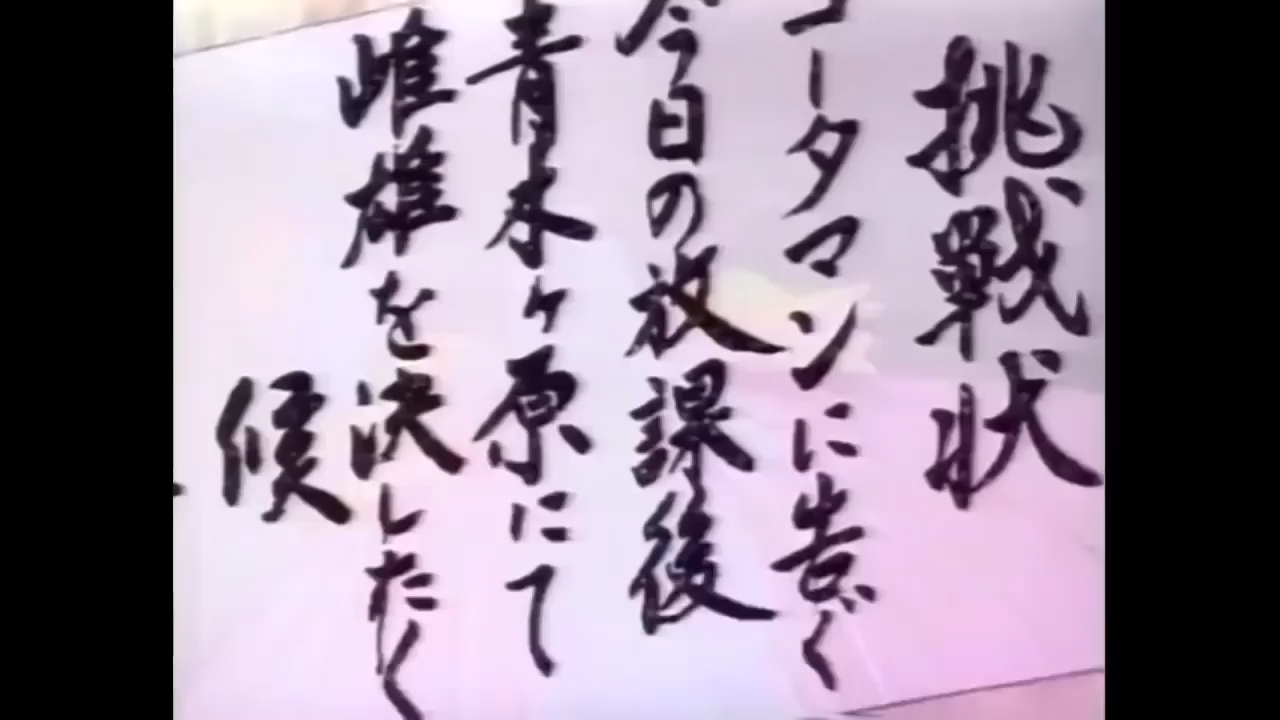 挑戦状
コータマンに告ぐ
今日の放課後
青木ヶ原にて
雌雄を決したく
候